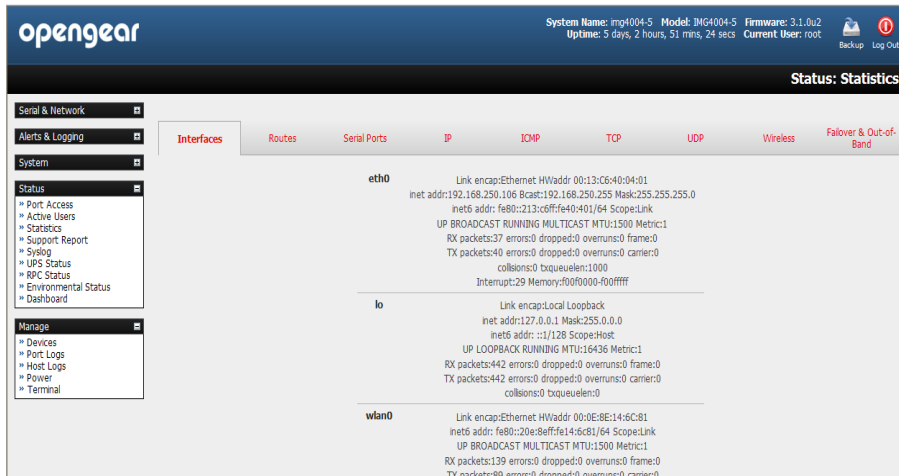 opengear
System Name: img4004-5 Model: IMG4004-5 Firmware: 3.1.0u2
Uptime: 5 days, 2 hours, 51 mins, 24 secs Current User: root
Backup Log Out
Status: Statistics
Serial & Network
Alerts & Logging
System
Status
» Port Access
» Active Users
» Statistics
» Support Report
» Syslog
» UPS Status
» RPC Status
» Environmental Status
» Dashboard
Manage
» Devices
» Port Logs
» Host Logs
» Power
» Terminal
Interfaces Routes Serial Ports IP ICMP TCP UDP Wireless Failover & Out-of-
Band
eth0 Link encap:Ethernet HWaddr 00:13:C6:40:04:01
inet addr:192.168.250.106 Bcast:192.168.250.255 Mask:255.255.255.0
inet6 addr: fe80::213:c6ff:fe40:401/64 Scope:Link
UP BROADCAST RUNNING MULTICAST MTU:1500 Metric:1
RX packets:37 errors:0 dropped:0 overruns:0 frame:0
TX packets:40 errors:0 dropped:0 overruns:0 carrier:0
collisions:0 txqueuelen:1000
Interrupt:29 Memory:f00f0000-f00fffff
lo Link encap:Local Loopback
inet addr:127.0.0.1 Mask:255.0.0.0
inet6 addr: ::1/128 Scope:Host
UP LOOPBACK RUNNING MTU:16436 Metric:1
RX packets:442 errors:0 dropped:0 overruns:0 frame:0
TX packets:442 errors:0 dropped:0 overruns:0 carrier:0
collisions:0 txqueuelen:0
wlan0 Link encap:Ethernet HWaddr 00:0E:8E:14:6C:81
inet6 addr: fe80::20e:8eff:fe14:6c81/64 Scope:Link
UP BROADCAST MULTICAST MTU:1500 Metric:1
RX packets:139 errors:0 dropped:0 overruns:0 frame:0
TX packets:89 errors:0 dropped:0 overruns:0 carrier:0